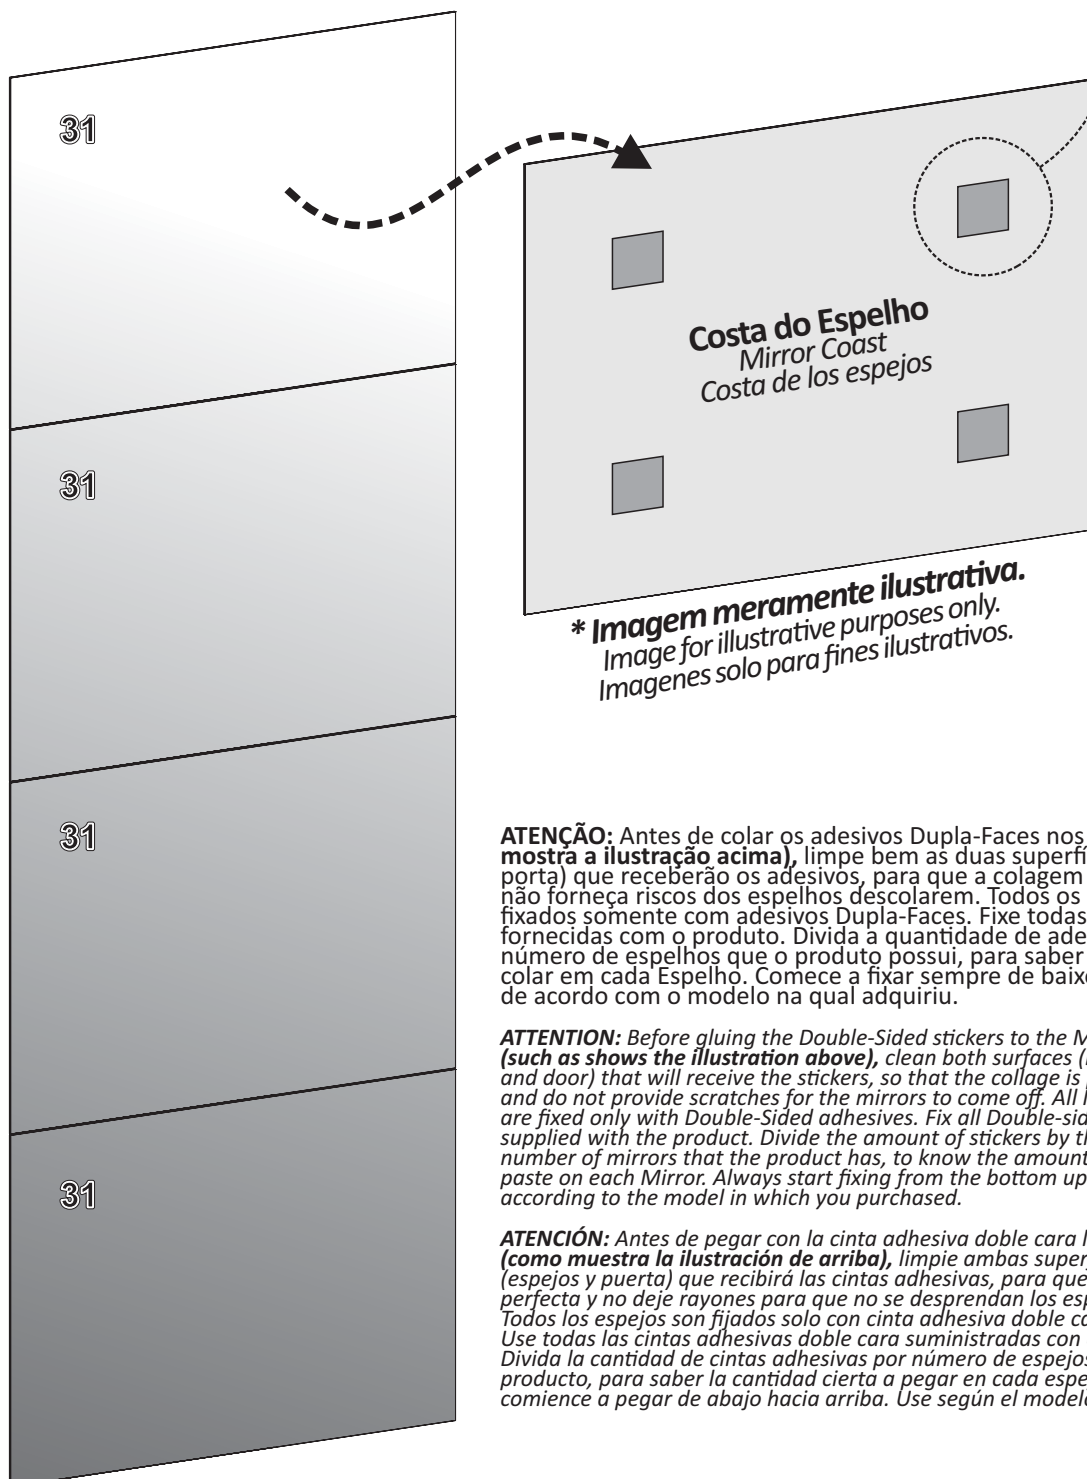 31
Costa do Espelho
Mirror Coast
Costa de los espejos
* Imagem meramente ilustrativa.
Image for illustrative purposes only.
Imagenes solo para fines ilustrativos.
31
31
31
ATENÇÃO: Antes de colar os adesivos Dupla-Faces nos
mostra a ilustração acima), limpe bem as duas
porta) que receberão os adesivos, para que a colagem
não forneça riscos dos espelhos descolarem. Todos os
fixados somente com adesivos Dupla-Faces. Fixe todas
fornecidas com o produto. Divida a quantidade de
número de espelhos que o produto possui, para saber
colar em cada Espelho. Comece a fixar sempre de
de acordo com o modelo na qual adquiriu.
ATTENTION: Before gluing the Double-Sided stickers to the
(such as shows the illustration above), clean both surfaces
and door) that will receive the stickers, so that the collage is
and do not provide scratches for the mirrors to come off. All
are fixed only with Double-Sided adhesives. Fix all
supplied with the product. Divide the amount of stickers by
number of mirrors that the product has, to know the amount
paste on each Mirror. Always start fixing from the bottom up
according to the model in which you purchased.
ATENCIÓN: Antes de pegar con la cinta adhesiva doble cara
(como muestra la ilustración de arriba), limpie ambas
(espejos y puerta) que recibirá las cintas adhesivas, para que
perfecta y no deje rayones para que no se desprendan los
Todos los espejos son fijados solo con cinta adhesiva doble
Use todas las cintas adhesivas doble cara suministradas con
Divida la cantidad de cintas adhesivas por número de espejos
producto, para saber la cantidad cierta a pegar en cada
comience a pegar de abajo hacia arriba. Use según el